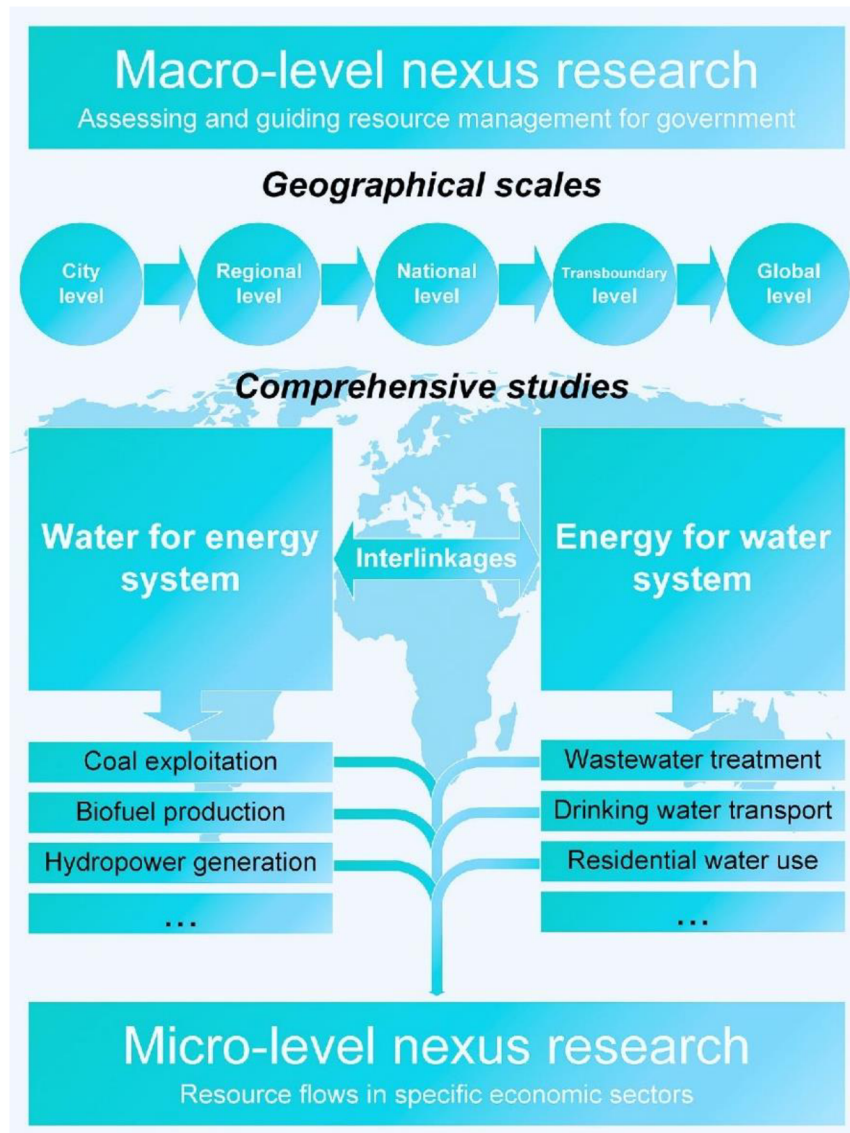 Macro-level nexus research
Assessing and guiding resource management for government
Geographical scales
City
level
Regional
level
National
level
Transboundary
level
Global
level
Comprehensive studies
Water for energy
system
Interlinkages
Energy for water
system
Coal exploitation
Biofuel production
Hydropower generation
...
Wastewater treatment
Drinking water transport
Residential water use
...
Micro-level nexus research
Resource flows in specific economic sectors